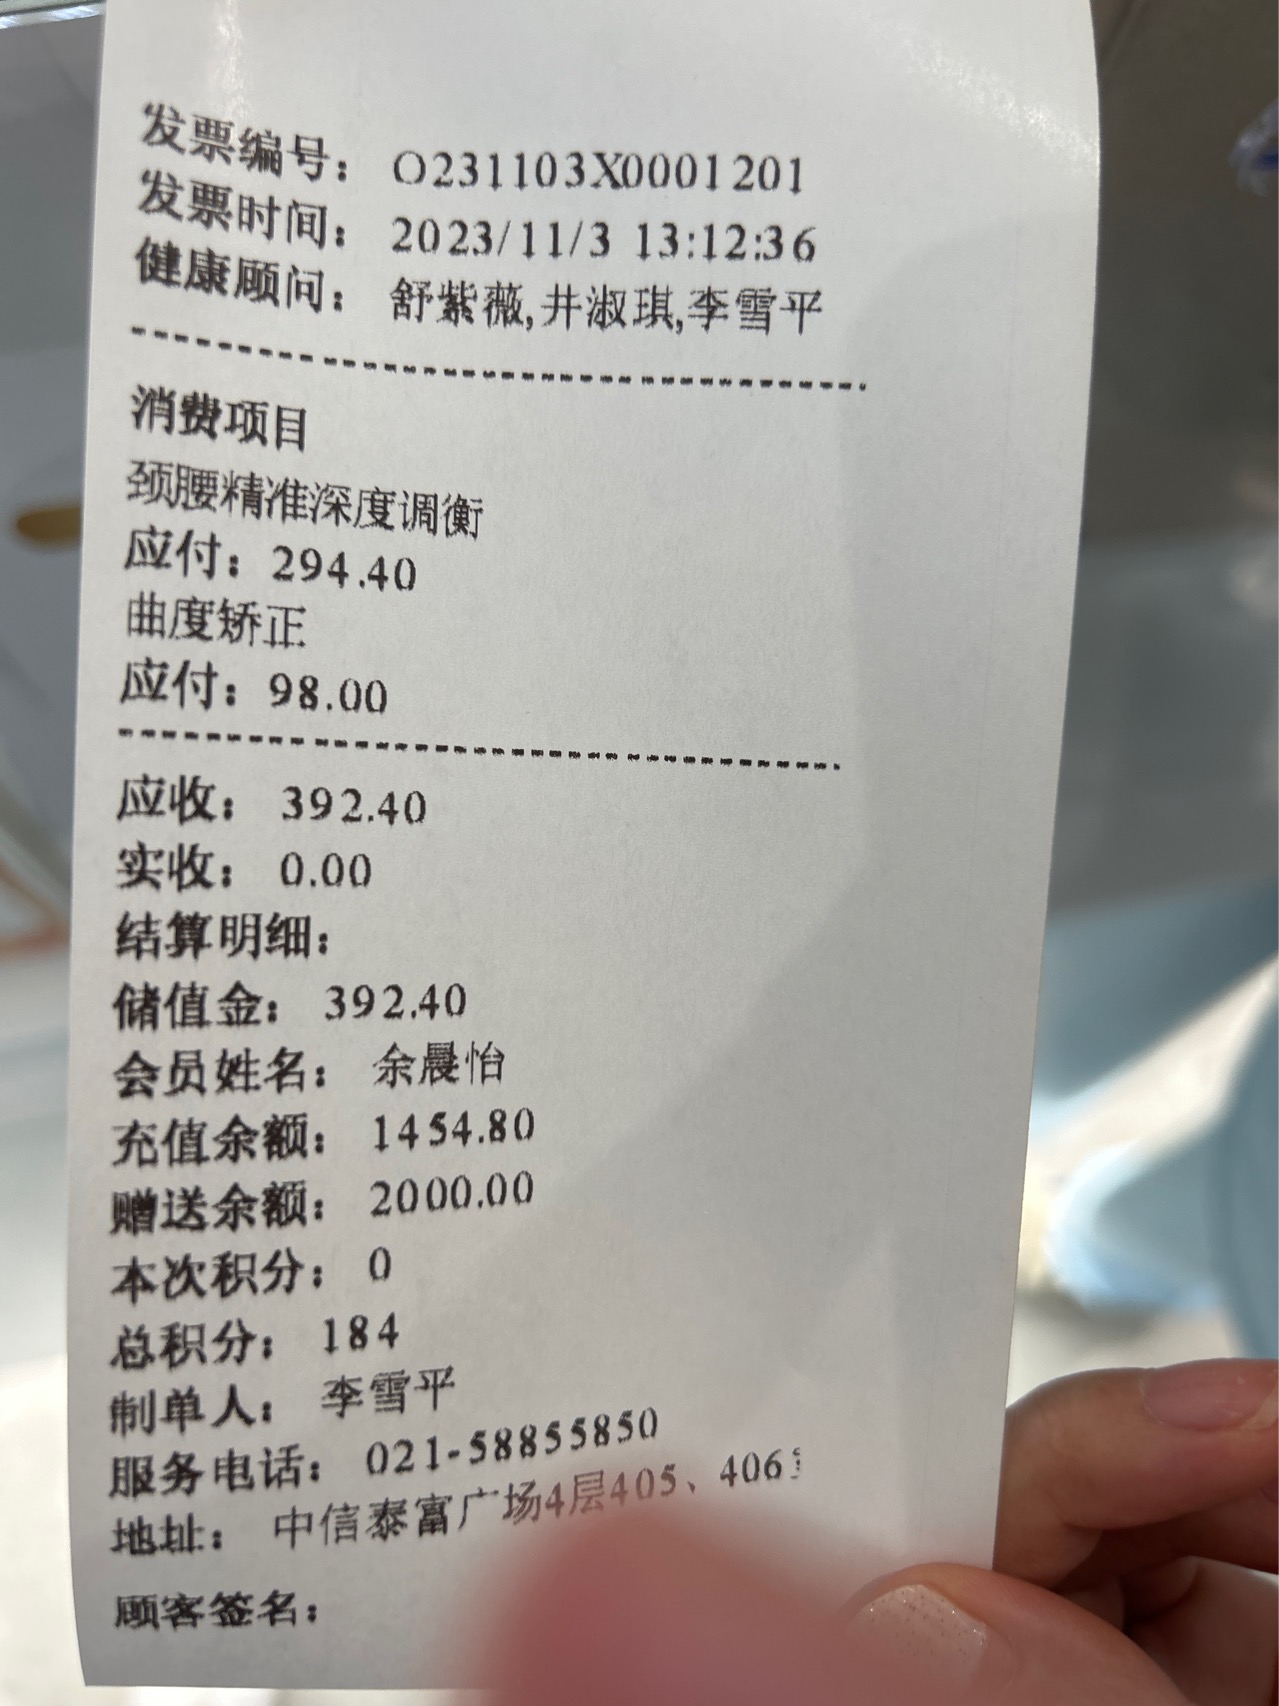 发票编号： O231103X0001201
发票时间： 2023/11/3 13:12:36
健康顾问： 舒紫薇,井淑琪,李雪平
消费项目
颈腰精准深度调衡
应付：294.40
曲度矫正
应付：98.00
应收： 392.40
实收： 0.00
结算明细：
储值金： 392.40
会员姓名： 余晨怡
充值余额： 1454.80
赠送余额： 2000.00
本次积分： 0
总积分： 184
制单人： 李雪平
服务电话： 021-58855850
地址： 中信泰富广场4层405、406
顾客签名：